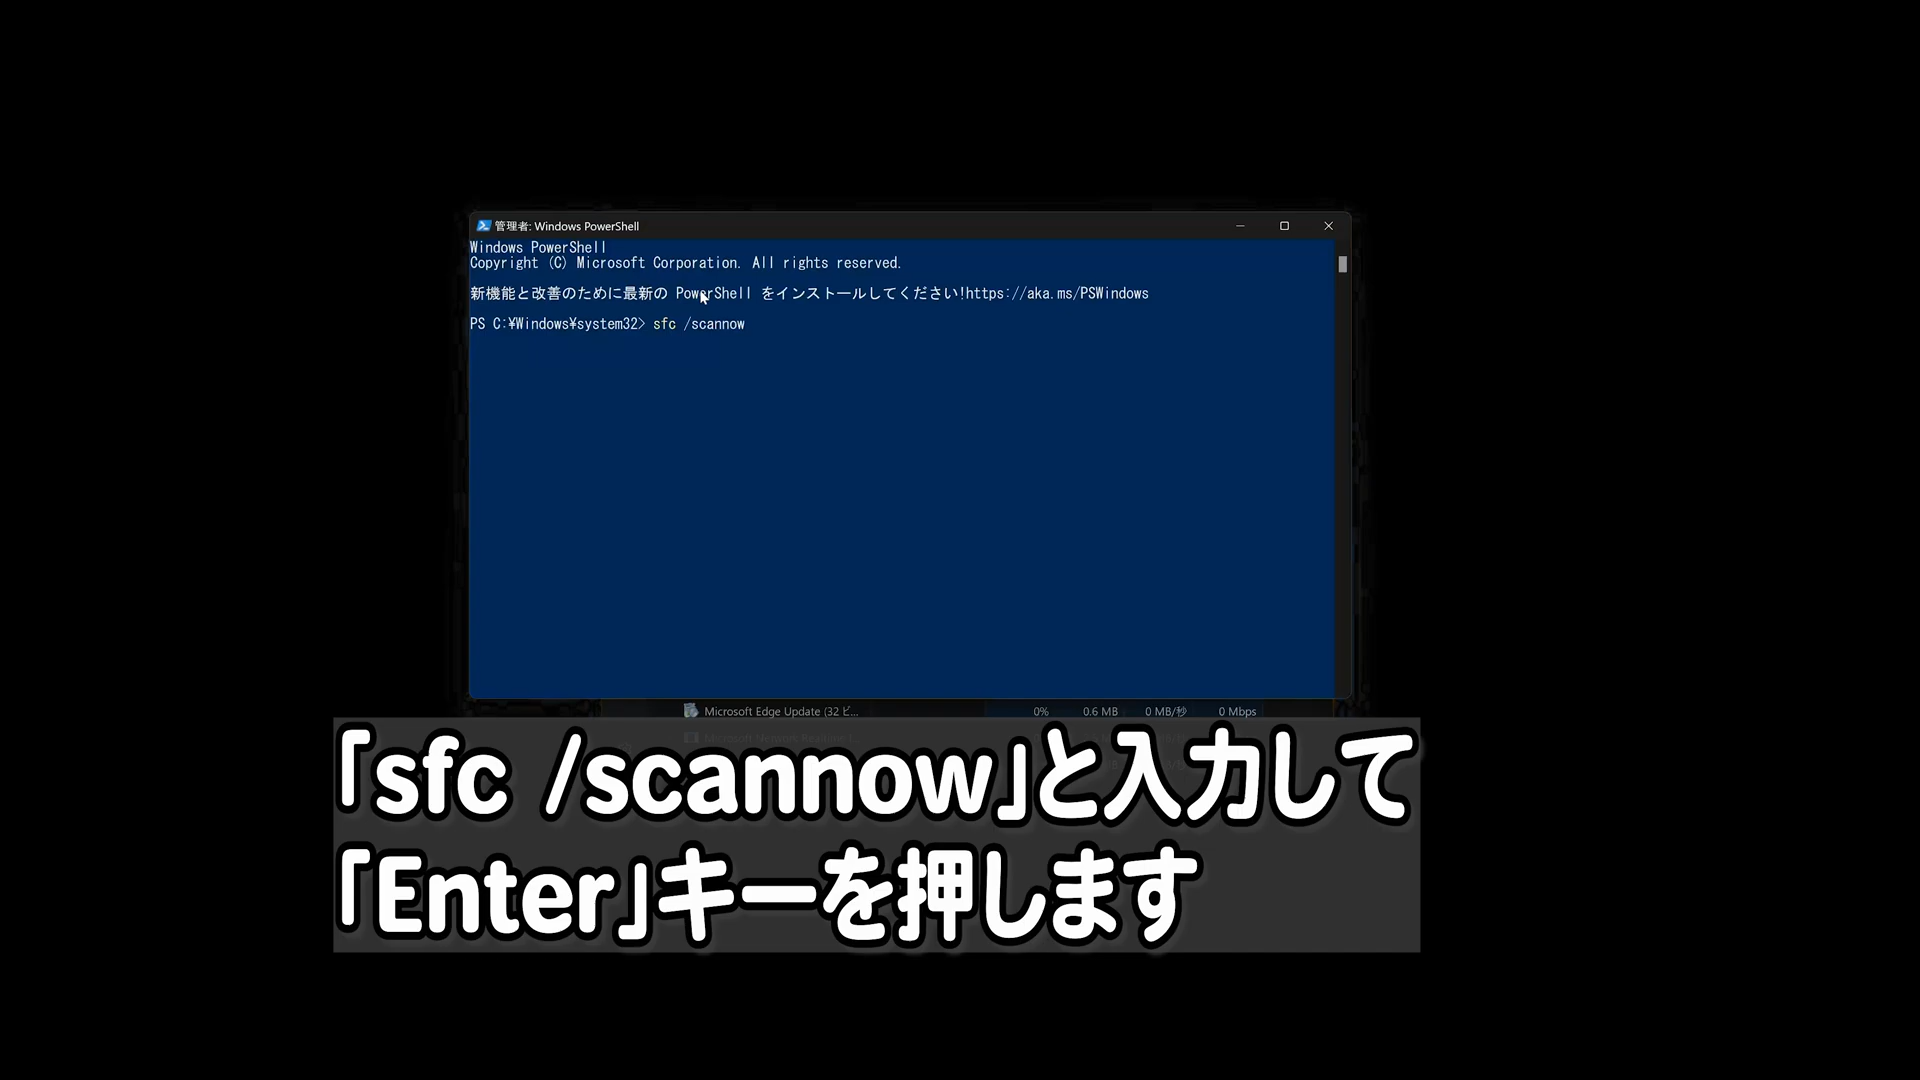 管理者: Windows PowerShell
Windows PowerShell
Copyright (C) Microsoft Corporation. All rights reserved.
新機能と改善のために最新の PowerShell をインストールしてください!https://aka.ms/PSWindows
PS C:¥Windows¥system32> sfc /scannow
Microsoft Edge Update (32 ビ... 0% 0.6 MB 0 MB/秒 0 Mbps
「sfc /scannow」と入力して
「Enter」キーを押します